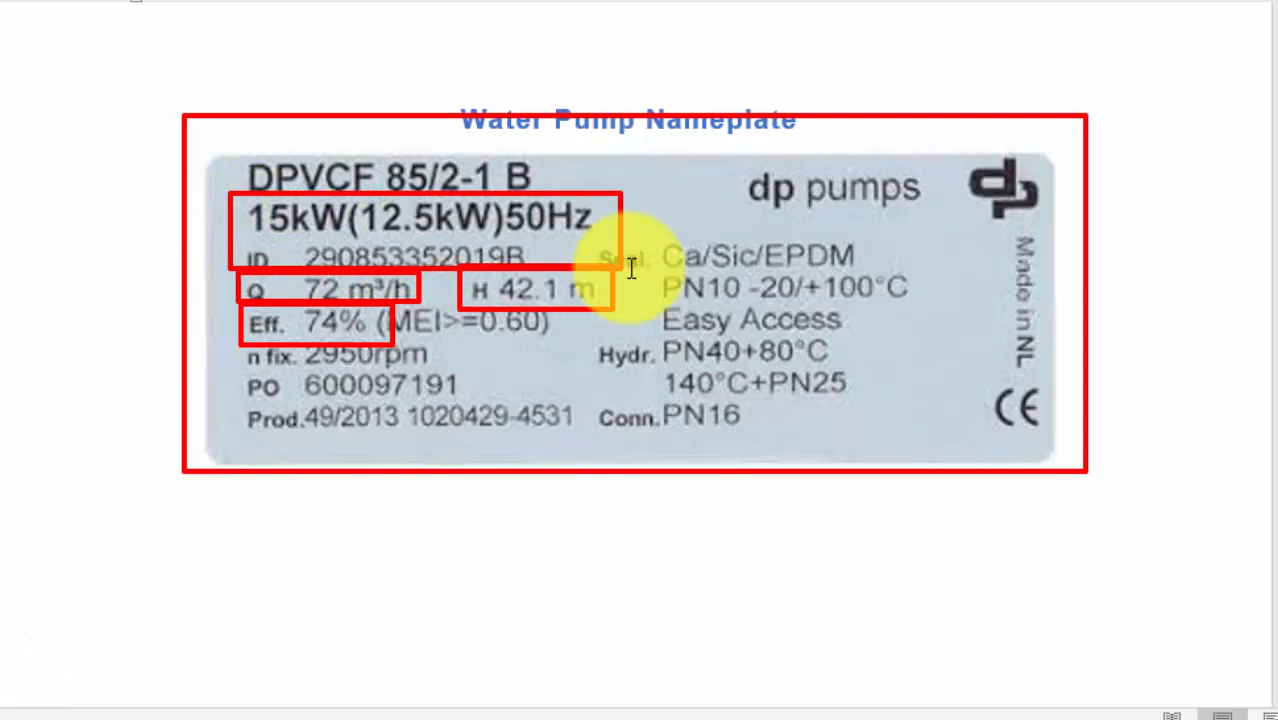 Water Pump Nameplate
DPVCF 85/2-1 B
dp pumps
dp
15kW(12.5kW)50Hz
ID 290853352019B
Seal. Ca/Sic/EPDM
Q 72 m³/h H 42.1 m
PN10 -20/+100°C
Eff. 74% (MEI>=0.60)
Easy Access
n fix. 2950rpm
Hydr. PN40+80°C
PO 600097191
140°C+PN25
Prod.49/2013 1020429-4531
Conn.PN16
Made in NL
CE